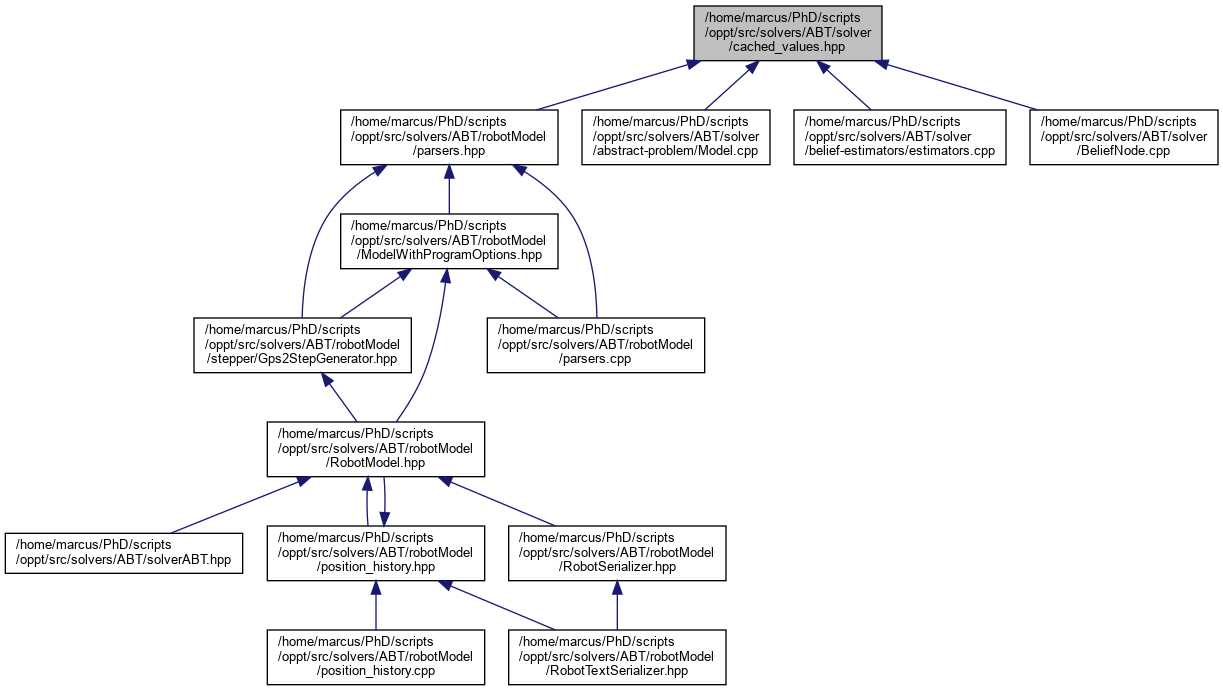 /home/marcus/PhD/scripts
/oppt/src/solvers/ABT/solver
/cached_values.hpp
/home/marcus/PhD/scripts
/oppt/src/solvers/ABT/robotModel
/parsers.hpp
/home/marcus/PhD/scripts
/oppt/src/solvers/ABT/solver
/abstract-problem/Model.cpp
/home/marcus/PhD/scripts
/oppt/src/solvers/ABT/solver
/belief-estimators/estimators.cpp
/home/marcus/PhD/scripts
/oppt/src/solvers/ABT/solver
/BeliefNode.cpp
/home/marcus/PhD/scripts
/oppt/src/solvers/ABT/robotModel
/ModelWithProgramOptions.hpp
/home/marcus/PhD/scripts
/oppt/src/solvers/ABT/robotModel
/stepper/Gps2StepGenerator.hpp
/home/marcus/PhD/scripts
/oppt/src/solvers/ABT/robotModel
/parsers.cpp
/home/marcus/PhD/scripts
/oppt/src/solvers/ABT/robotModel
/RobotModel.hpp
/home/marcus/PhD/scripts
/oppt/src/solvers/ABT/solverABT.hpp
/home/marcus/PhD/scripts
/oppt/src/solvers/ABT/robotModel
/position_history.hpp
/home/marcus/PhD/scripts
/oppt/src/solvers/ABT/robotModel
/RobotSerializer.hpp
/home/marcus/PhD/scripts
/oppt/src/solvers/ABT/robotModel
/position_history.cpp
/home/marcus/PhD/scripts
/oppt/src/solvers/ABT/robotModel
/RobotTextSerializer.hpp